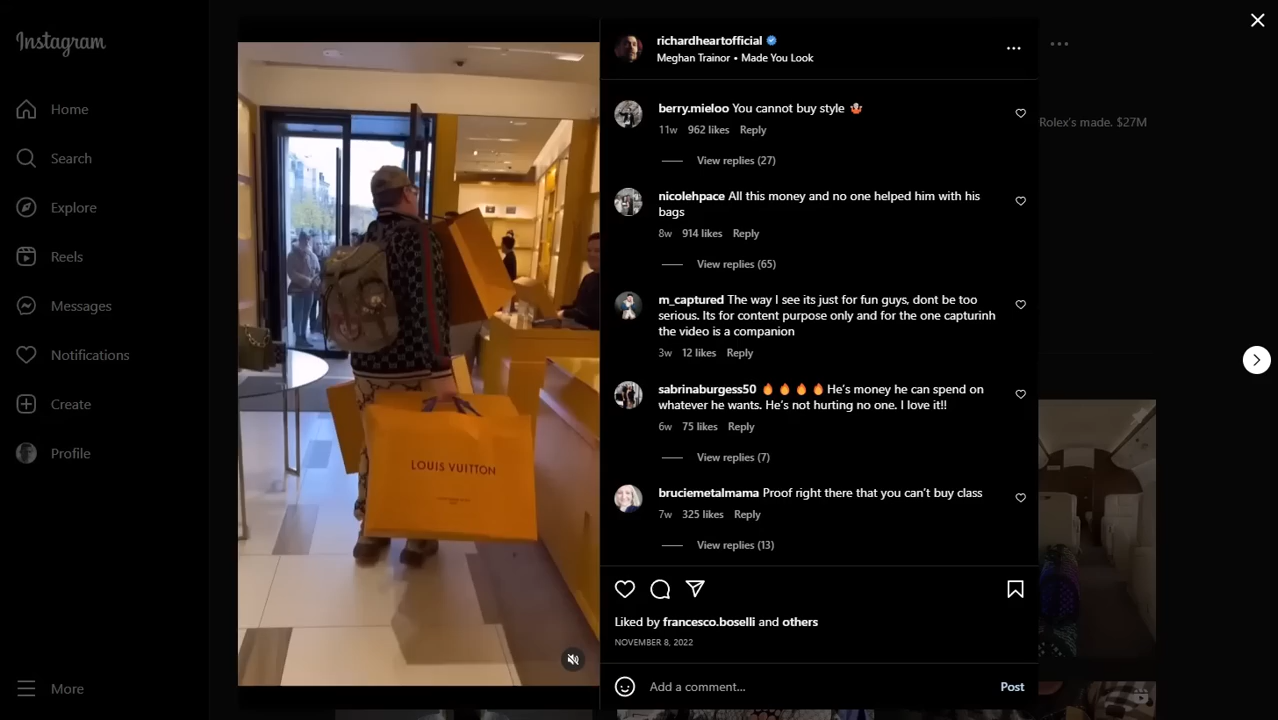 Instagram
Home
Search
Explore
Reels
Messages
Notifications
Create
Profile
More
LOUIS VUITTON
richardheartofficial
Meghan Trainor • Made You Look
berry.mieloo You cannot buy style 🤷🏼
11w 962 likes Reply
View replies (27)
nicolehpace All this money and no one helped him with his
bags
8w 914 likes Reply
View replies (65)
m_captured The way I see its just for fun guys, dont be too
serious. Its for content purpose only and for the one capturinh
the video is a companion
3w 12 likes Reply
sabrinaburgess50 🔥 🔥 🔥 🔥 He's money he can spend on
whatever he wants. He's not hurting no one. I love it!!
6w 75 likes Reply
View replies (7)
bruciemetalmama Proof right there that you can't buy class
7w 325 likes Reply
View replies (13)
Liked by francesco.boselli and others
NOVEMBER 8, 2022
Add a comment...
Post
Rolex's made. $27M